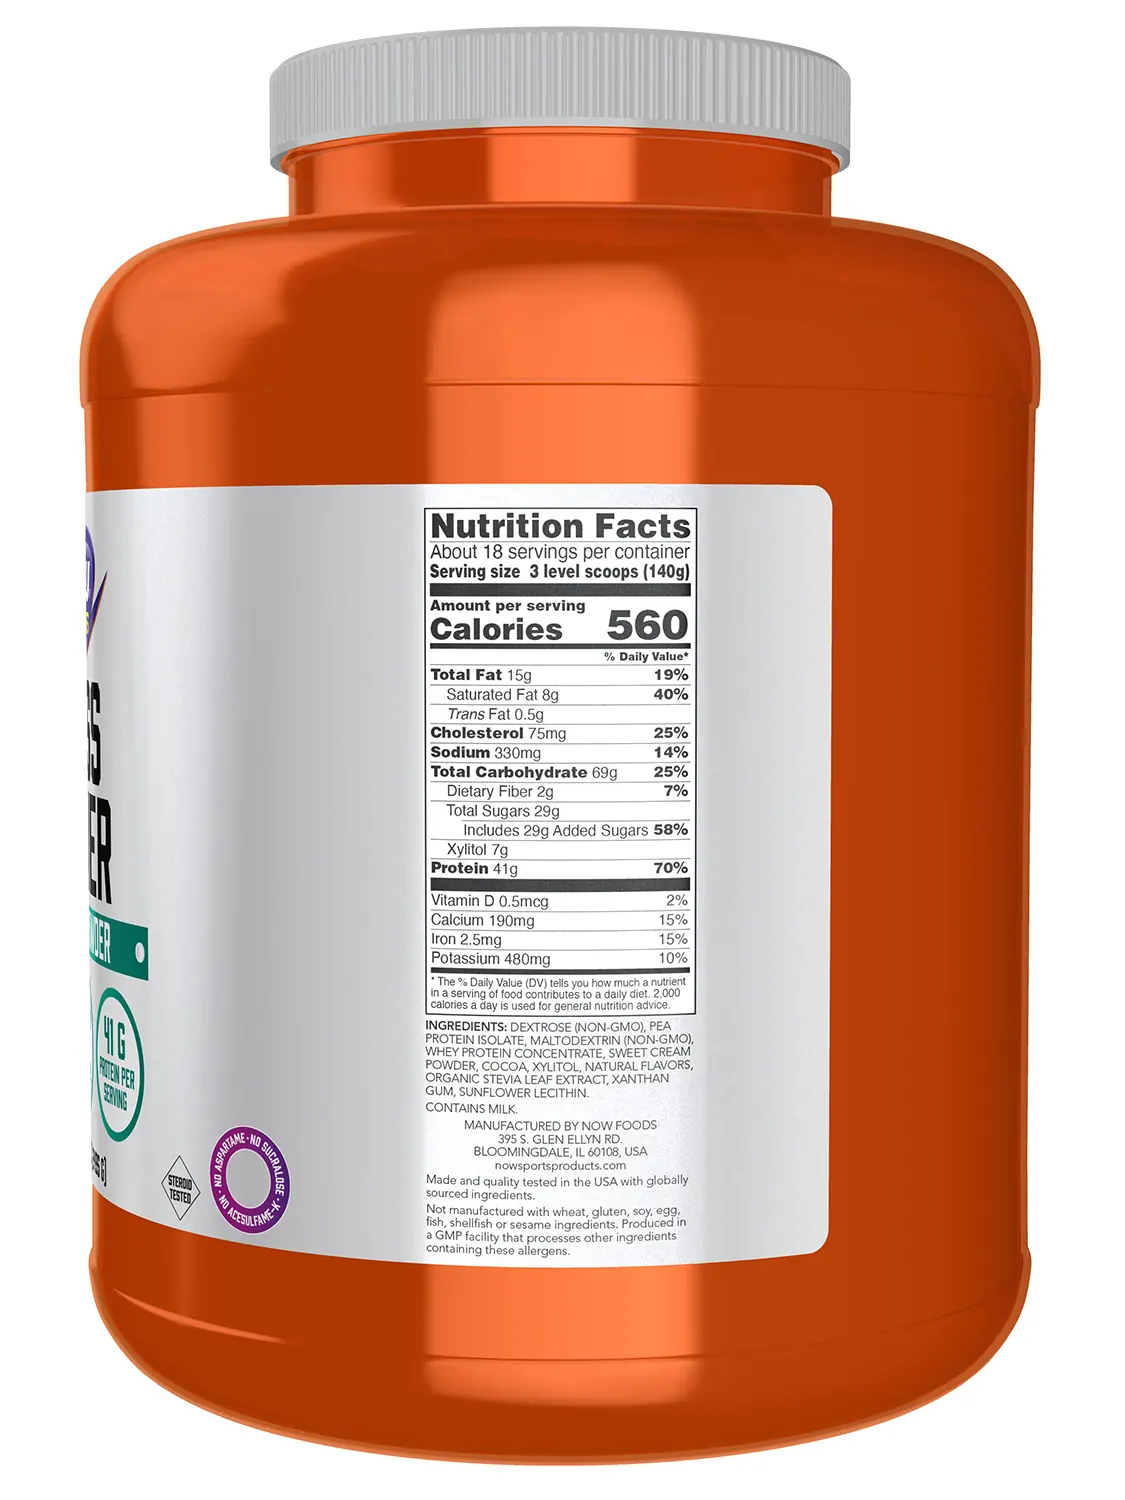 SS
ER
NDER
41 G
PROTEIN PER
SERVING
STEROID
TESTED
NO ASPARTAME • NO SUCRALOSE • NO ACESULFAME-K •
Nutrition Facts
About 18 servings per container
Serving size 3 level scoops (140g)
Amount per serving
Calories 560
% Daily Value*
Total Fat 15g 19%
Saturated Fat 8g 40%
Trans Fat 0.5g
Cholesterol 75mg 25%
Sodium 330mg 14%
Total Carbohydrate 69g 25%
Dietary Fiber 2g 7%
Total Sugars 29g
Includes 29g Added Sugars 58%
Xylitol 7g
Protein 41g 70%
Vitamin D 0.5mcg 2%
Calcium 190mg 15%
Iron 2.5mg 15%
Potassium 480mg 10%
* The % Daily Value (DV) tells you how much a nutrient
in a serving of food contributes to a daily diet. 2,000
calories a day is used for general nutrition advice.
INGREDIENTS: DEXTROSE (NON-GMO), PEA
PROTEIN ISOLATE, MALTODEXTRIN (NON-GMO),
WHEY PROTEIN CONCENTRATE, SWEET CREAM
POWDER, COCOA, XYLITOL, NATURAL FLAVORS,
ORGANIC STEVIA LEAF EXTRACT, XANTHAN
GUM, SUNFLOWER LECITHIN.
CONTAINS MILK.
MANUFACTURED BY NOW FOODS
395 S. GLEN ELLYN RD.
BLOOMINGDALE, IL 60108, USA
nowsportsproducts.com
Made and quality tested in the USA with globally
sourced ingredients.
Not manufactured with wheat, gluten, soy, egg,
fish, shellfish or sesame ingredients. Produced in
a GMP facility that processes other ingredients
containing these allergens.